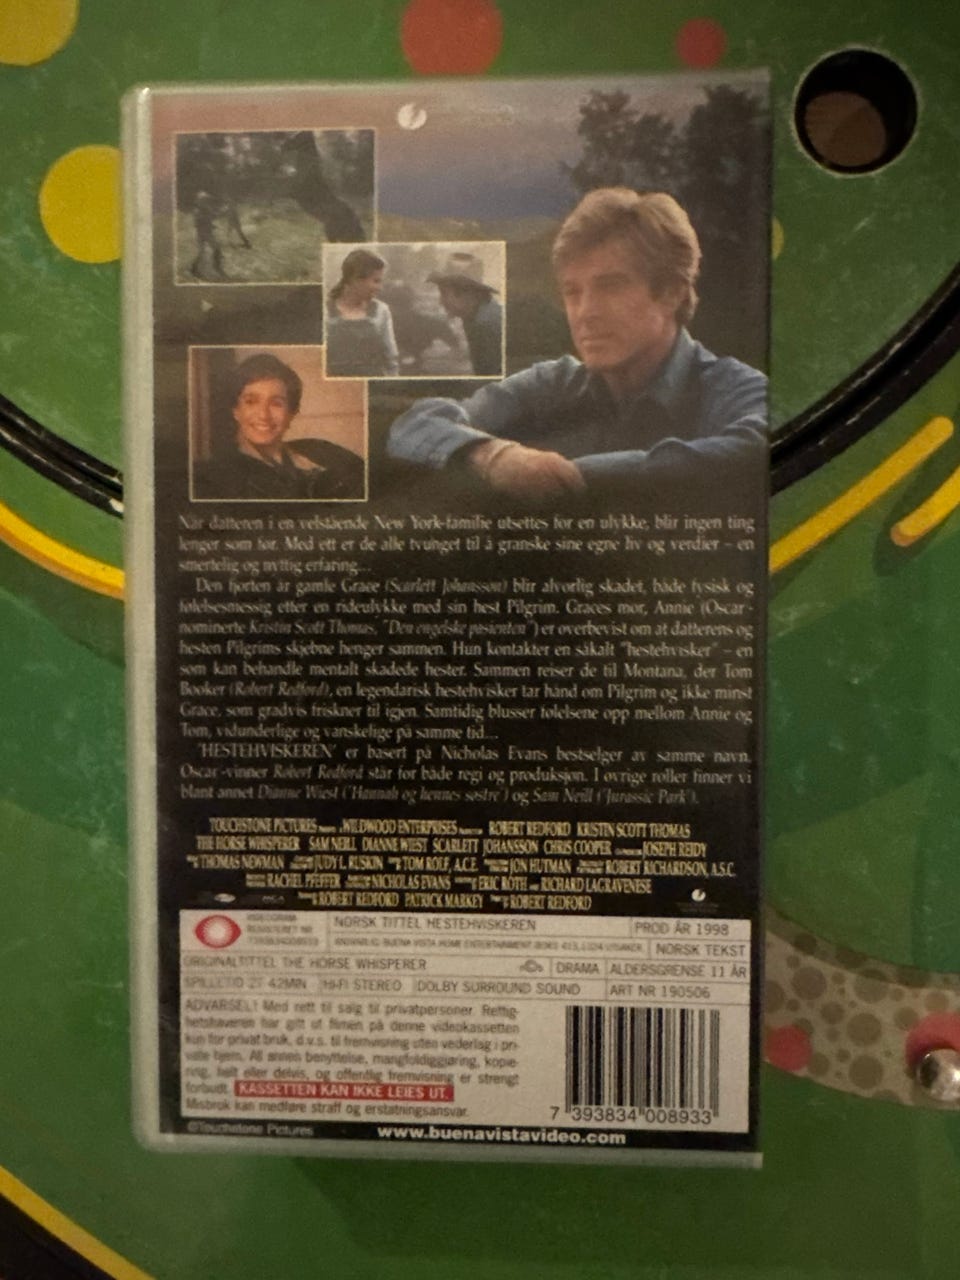 Når datteren i en velstående New York-familie utsettes for en ulykke, blir ingen ting
lenger som før. Med ett er de alle tvunget til å granske sine egne liv og verdier – en
smertelig og nyttig erfaring...
Den fjorten år gamle Grace (Scarlett Johansson) blir alvorlig skadet, både fysisk og
følelsesmessig etter en rideulykke med sin hest Pilgrim. Graces mor, Annie (Oscar-
nominerte Kristin Scott Thomas, "Den engelske pasienten") er overbevist om at datterens og
hesten Pilgrims skjebne henger sammen. Hun kontakter en såkalt "hestehvisker" – en
som kan behandle mentalt skadede hester. Sammen reiser de til Montana, der Tom
Booker (Robert Redford), en legendarisk hestehvisker tar hånd om Pilgrim og ikke minst
Grace, som gradvis friskner til igjen. Samtidig blusser følelsene opp mellom Annie og
Tom, vidunderlige og vanskelige på samme tid...
'HESTEHVISKEREN' er basert på Nicholas Evans bestselger av samme navn.
Oscar-vinner Robert Redford står for både regi og produksjon. I øvrige roller finner vi
blant annet Dianne Wiest ('Hannah og hennes søstre') og Sam Neill ('Jurassic Park').
TOUCHSTONE PICTURES WILDWOOD ENTERPRISES ROBERT REDFORD KRISTIN SCOTT THOMAS
THE HORSE WHISPERER SAM NEILL DIANNE WIEST SCARLETT JOHANSSON CHRIS COOPER JOSEPH REIDY
THOMAS NEWMAN JUDY L. RUSKIN TOM ROLF, A.C.E. JON HUTMAN ROBERT RICHARDSON, A.S.C.
RACHEL PFEFFER NICHOLAS EVANS ERIC ROTH RICHARD LAGRAVENESE
ROBERT REDFORD PATRICK MARKEY ROBERT REDFORD
VIDEOGRAM
REGISTRERT NR
NORSK TITTEL HESTEHVISKEREN
PROD ÅR 1998
ANSVARLIG BUENA VISTA HOME ENTERTAINMENT
NORSK TEKST
ORIGINALTITTEL THE HORSE WHISPERER
DRAMA
ALDERSGRENSE 11 ÅR
SPILLETID 2T 42MIN
HI-FI STEREO
DOLBY SURROUND SOUND
ART NR 190506
ADVARSEL! Med rett til salg til privatpersoner. Rettig-
hetshaveren har gitt ut filmen på denne videokassetten
kun for privat bruk, d.v.s. til fremvisning uten vederlag i pri-
vate hjem. All annen benyttelse, mangfoldiggjøring, kopie-
ring, helt eller delvis, og offentlig fremvisning er strengt
forbudt. KASSETTEN KAN IKKE LEIES UT.
Misbruk kan medføre straff og erstatningsansvar.
7 393834 008933
©Touchstone Pictures
www.buenavistavideo.com